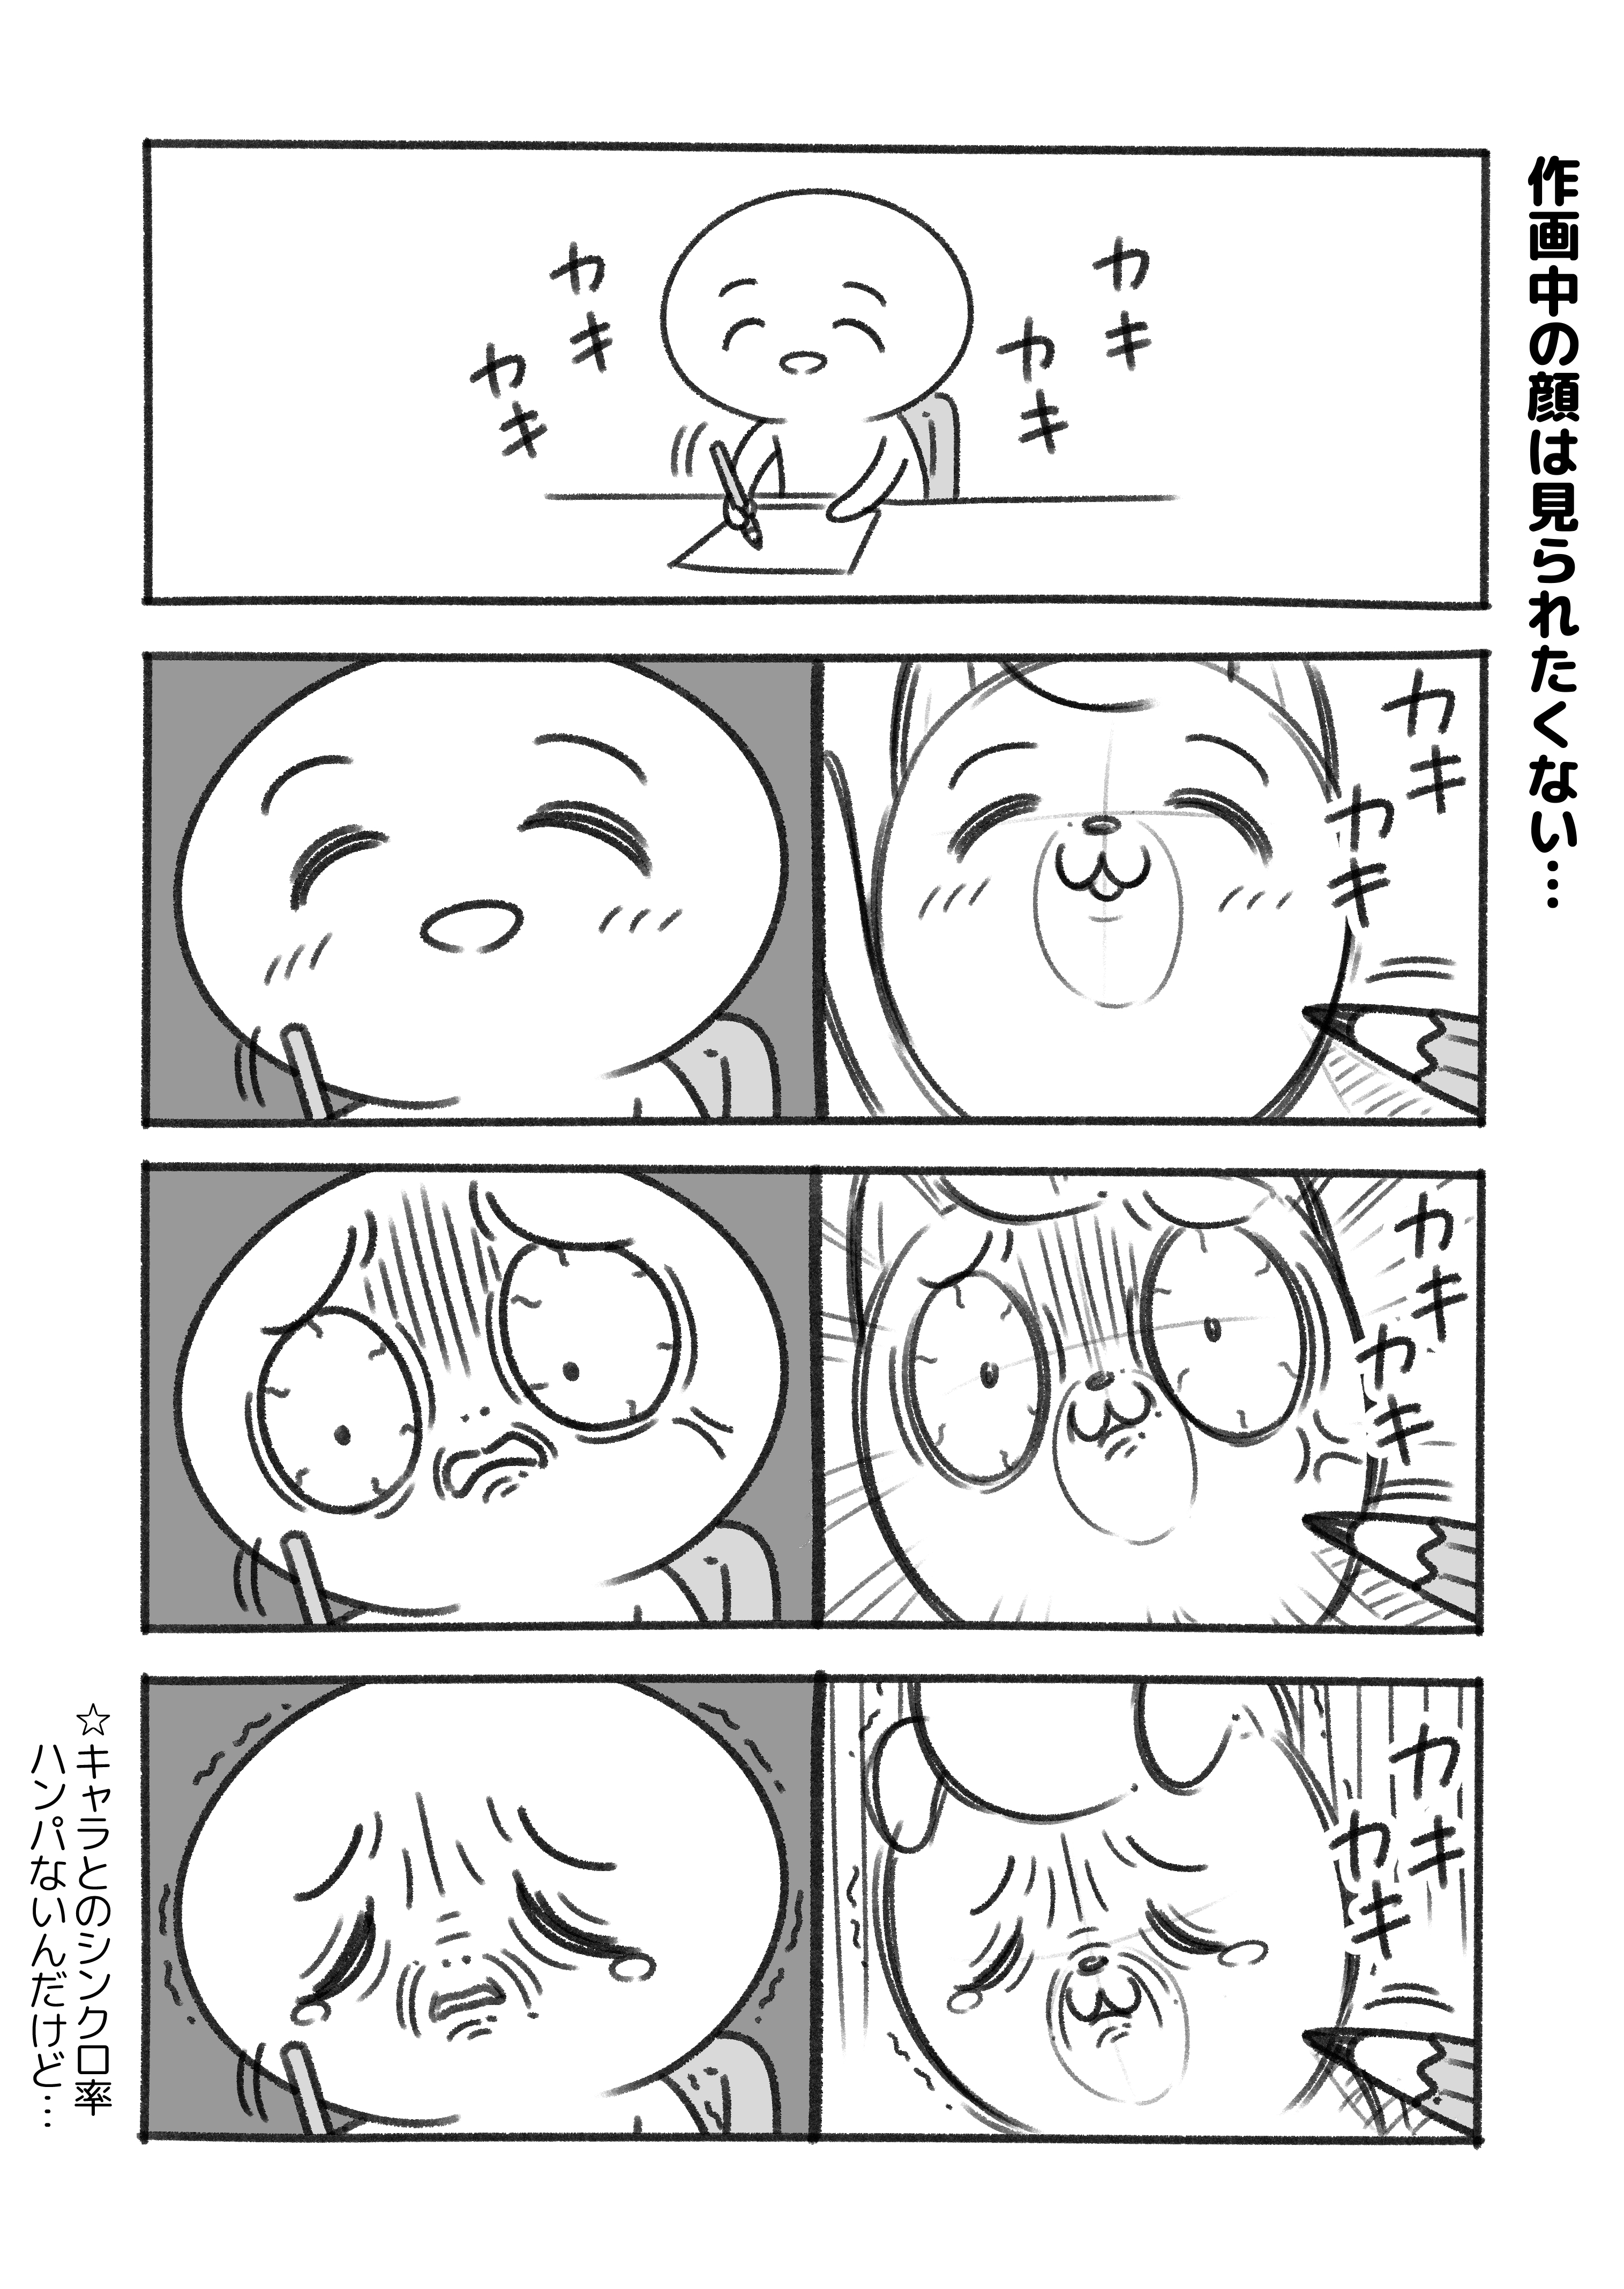 作画中の顔は見られたくない…
カキ
カキ
カキ
カキ
カキ
カキ
カキ
カキ
カキ
カキ
☆キャラとのシンクロ率
ハンパないんだけど…